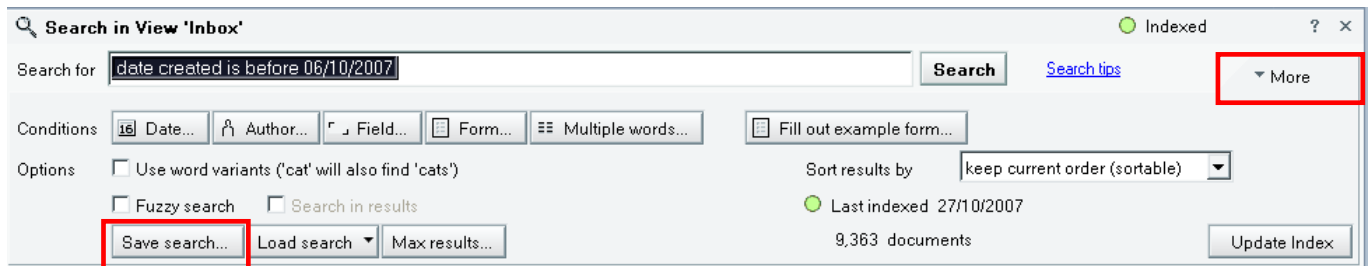 Search in View 'Inbox' Indexed ? ×
Search for date created is before 06/10/2007 Search Search tips More
Conditions 16 Date... Author... Field... Form... Multiple words... Fill out example form...
Options Use word variants ('cat' will also find 'cats') Sort results by keep current order (sortable)
Fuzzy search Search in results Last indexed 27/10/2007
Save search... Load search Max results... 9,363 documents Update Index